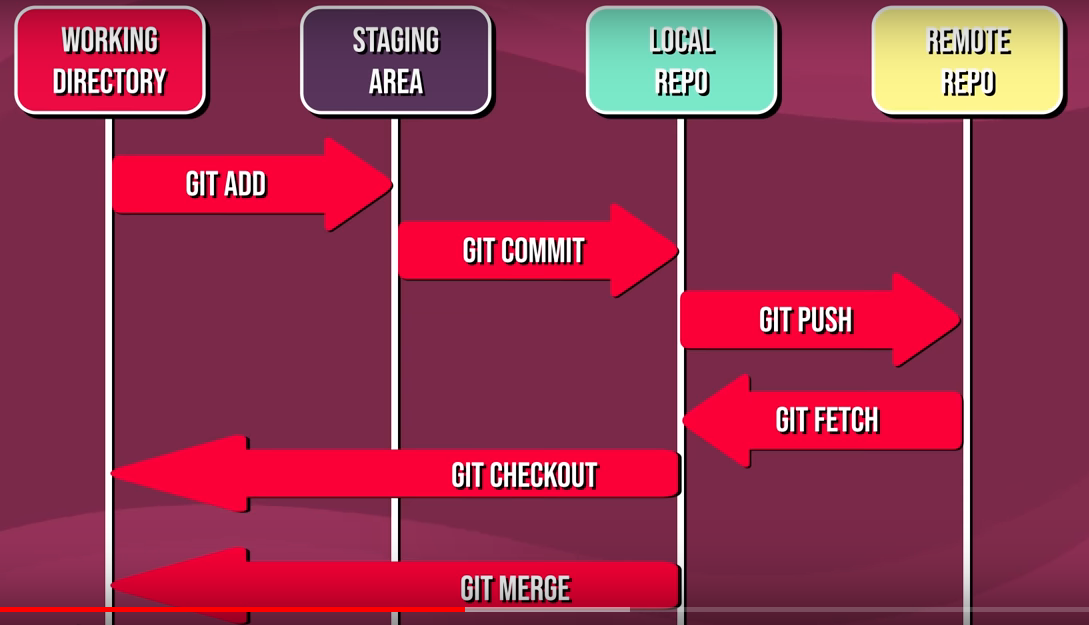 WORKING
DIRECTORY
STAGING
AREA
LOCAL
REPO
REMOTE
REPO
GIT ADD
GIT COMMIT
GIT PUSH
GIT FETCH
GIT CHECKOUT
GIT MERGE